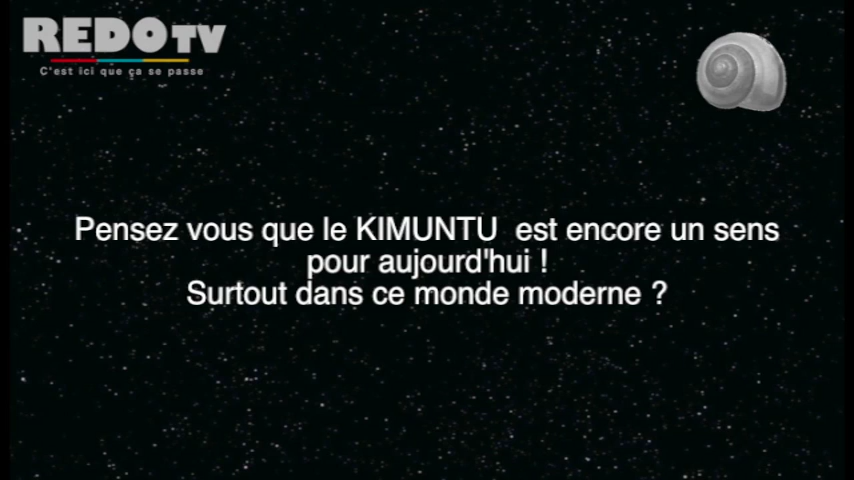 REDO TV
C'est ici que ça se passe
Pensez vous que le KIMUNTU est encore un sens
pour aujourd'hui !
Surtout dans ce monde moderne ?